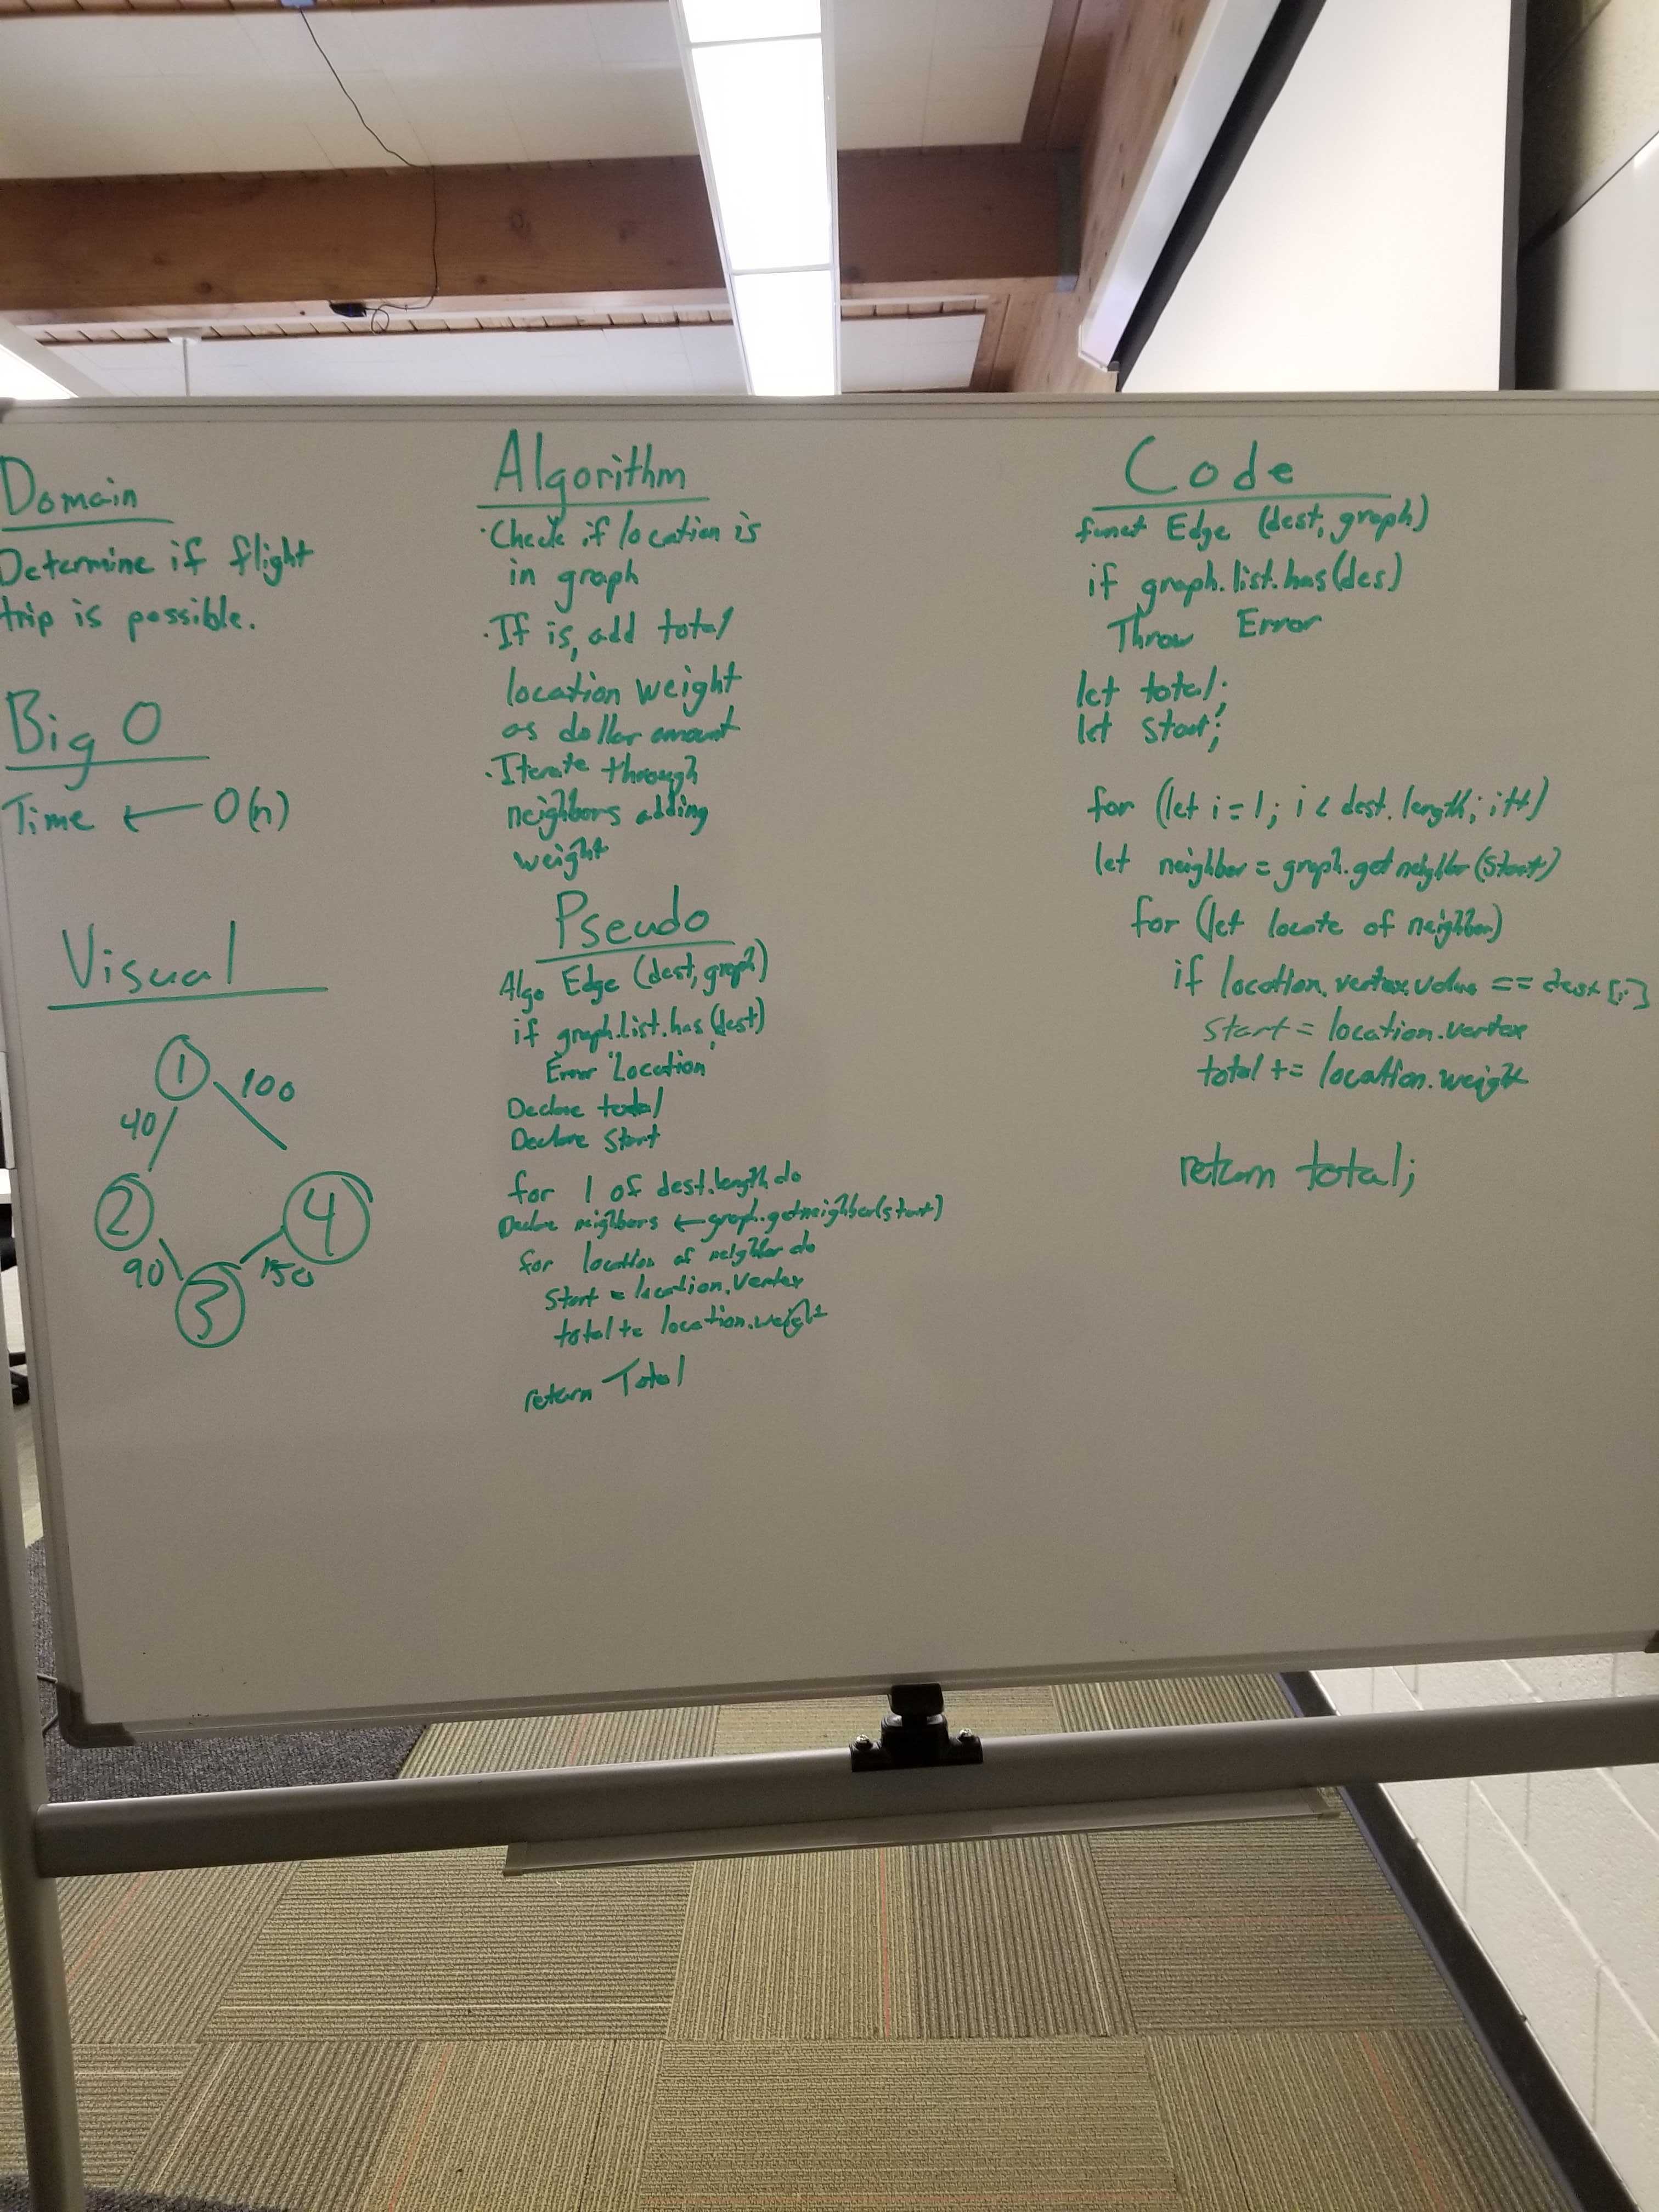 Domain
Determine if flight
trip is possible.
Big O
Time ← O(n)
Visual
1
100
40
2
4
90
150
3
Algorithm
·Check if location is
in graph
·If is, add total
location weight
as dollar amount
·Iterate through
neighbors adding
weight
Pseudo
Algo Edge (dest, graph)
if graph.list.has(dest)
Error 'Location'
Declare total
Declare Start
for 1 of dest.length do
Declare neighbors ← graph.getneighbor(start)
for location of neighbor do
Start = location.Vertex
total += location.weight
return Total
Code
funct Edge (dest, graph)
if graph.list.has(des)
Throw Error
let total;
let start;
for (let i = 1; i < dest.length; i++)
let neighbor = graph.getneighbor(start)
for (let locate of neighbor)
if location.vertex.value == dest[i]
start = location.vertex
total += location.weight
return total;